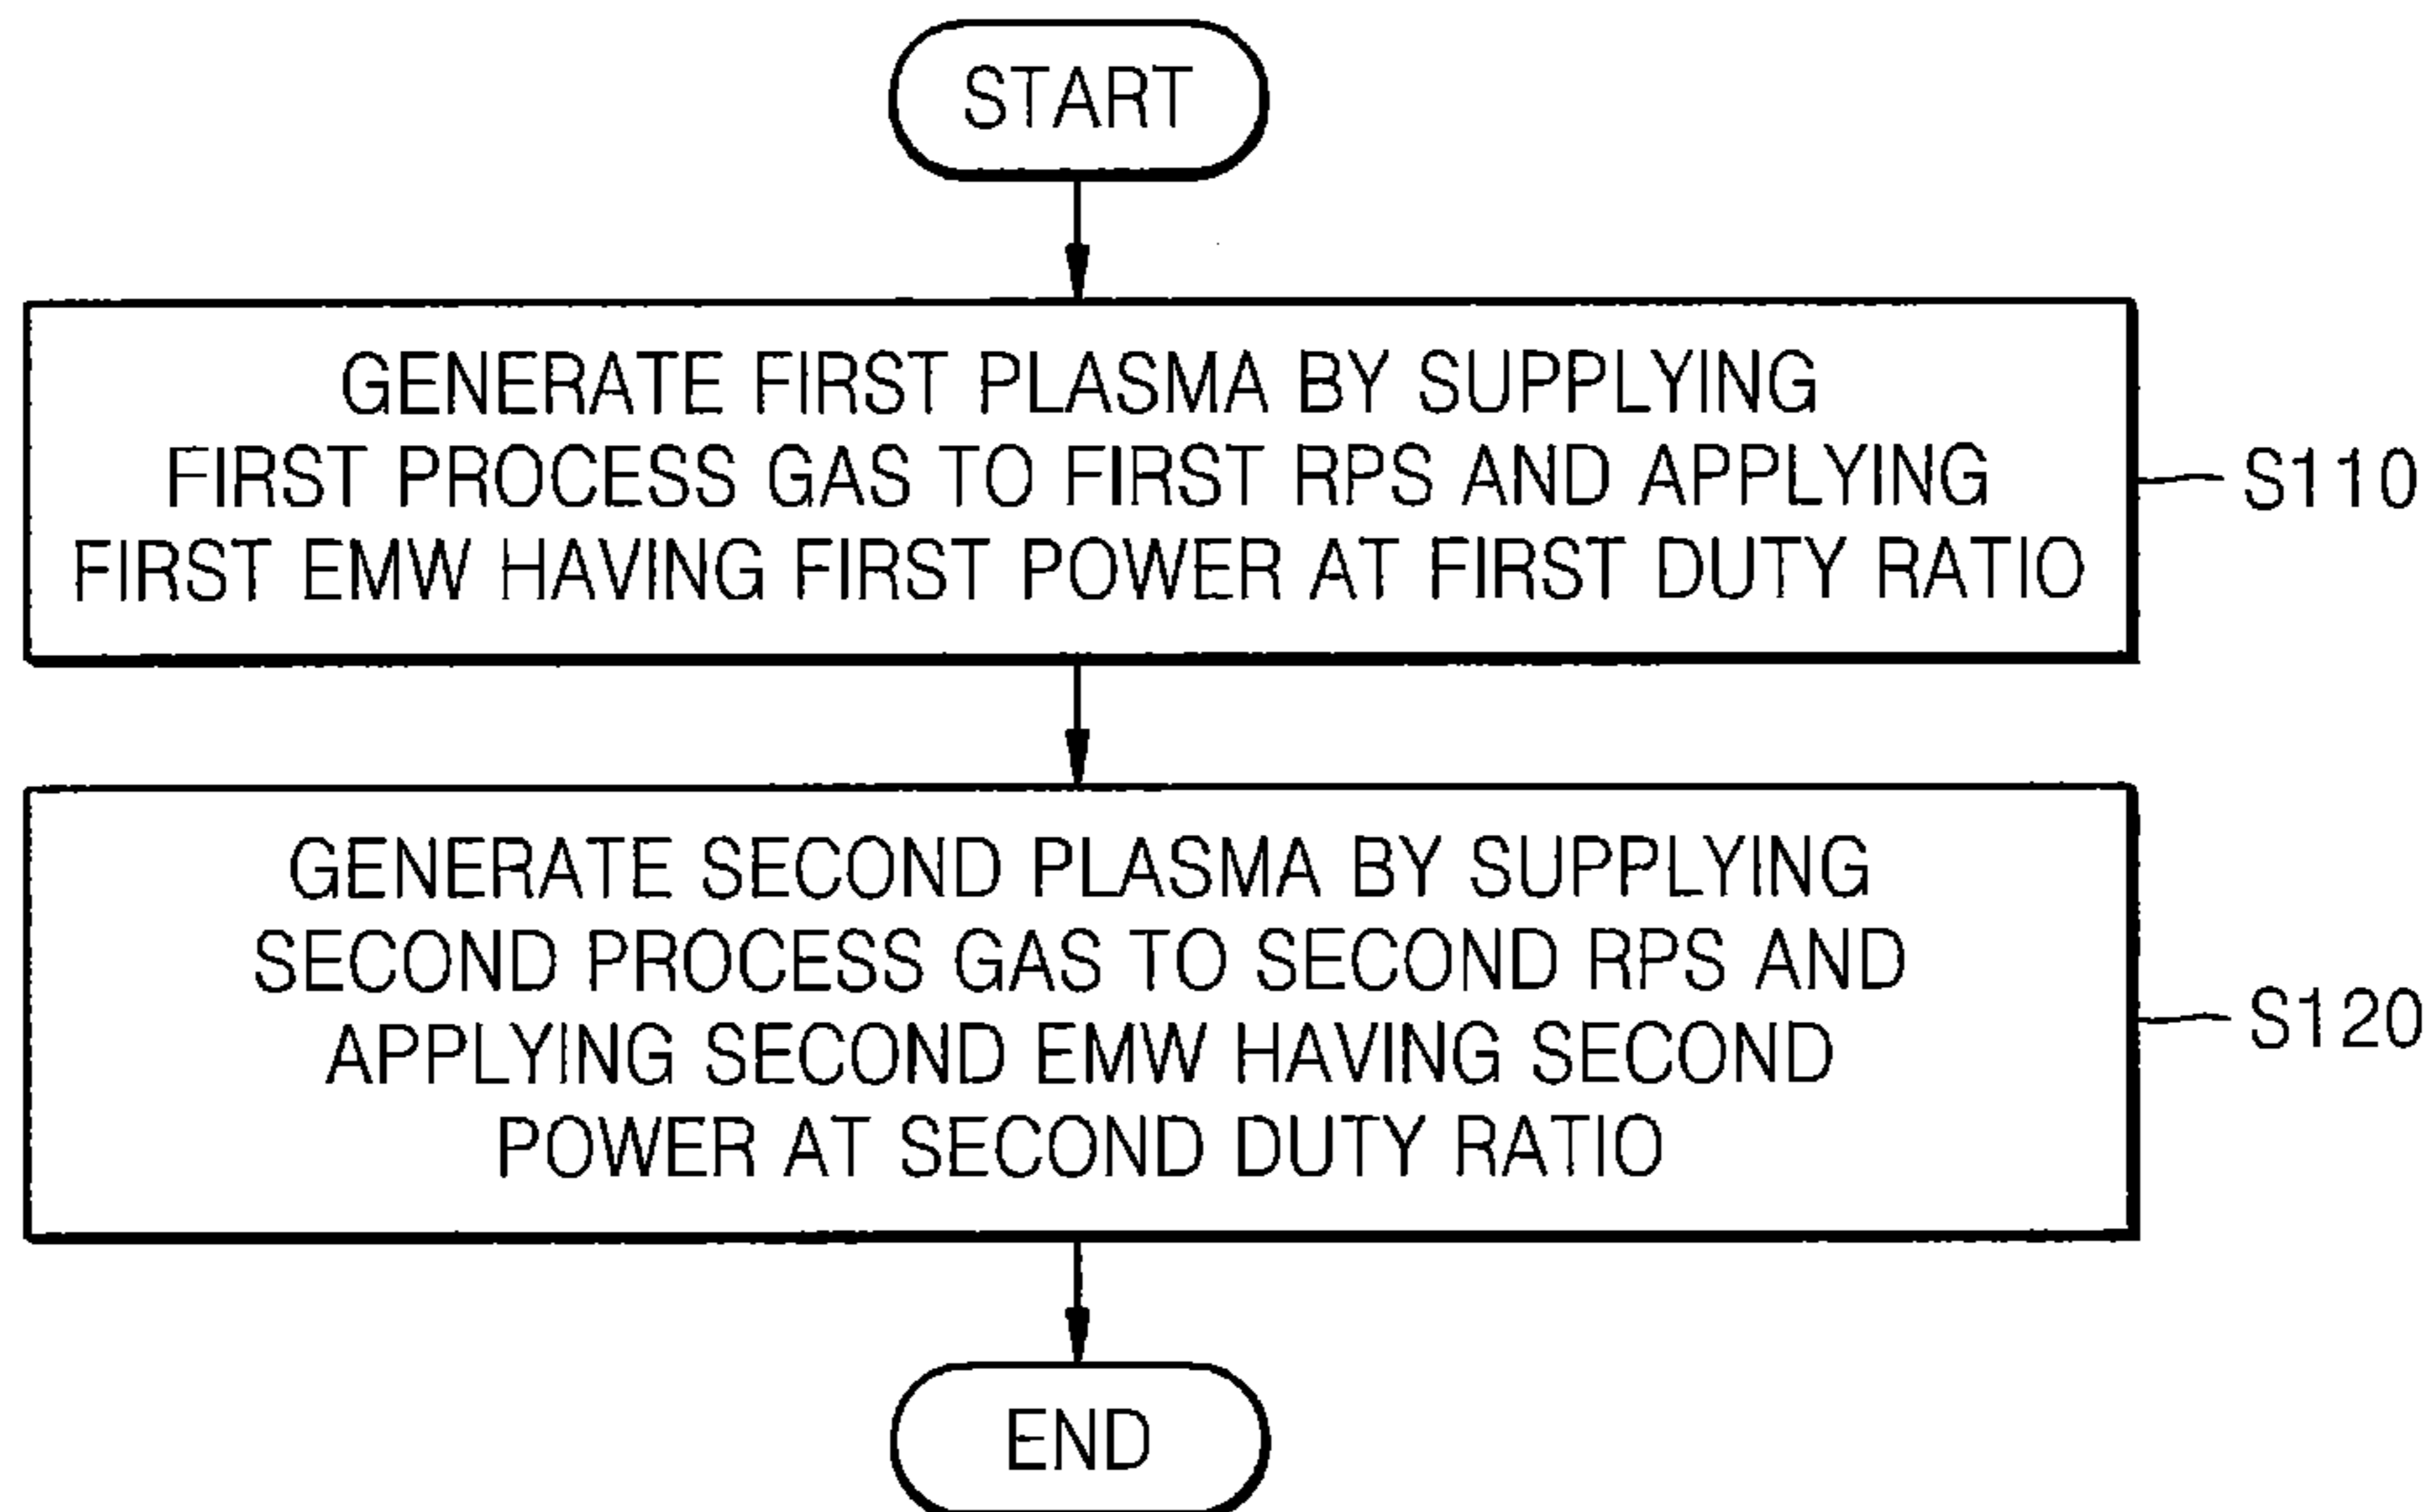 START
GENERATE FIRST PLASMA BY SUPPLYING
FIRST PROCESS GAS TO FIRST RPS AND APPLYING
FIRST EMW HAVING FIRST POWER AT FIRST DUTY RATIO
S110
GENERATE SECOND PLASMA BY SUPPLYING
SECOND PROCESS GAS TO SECOND RPS AND
APPLYING SECOND EMW HAVING SECOND
POWER AT SECOND DUTY RATIO
S120
END